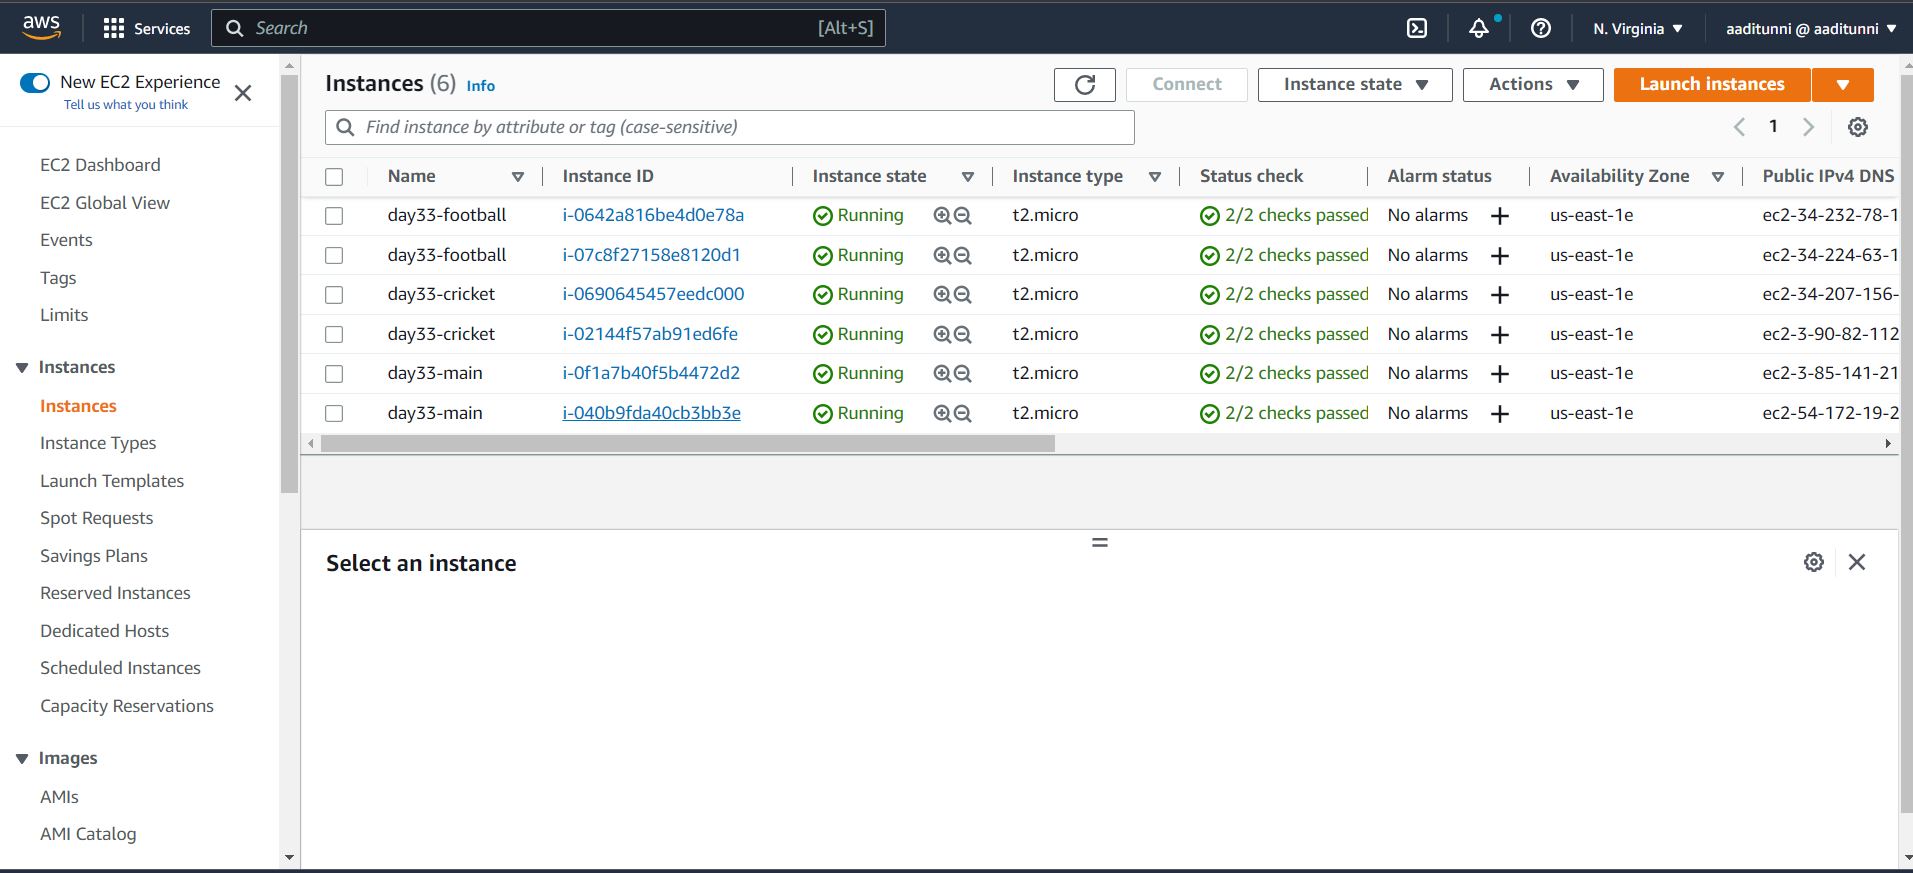 aws Services Search [Alt+S] N. Virginia aaditunni @ aaditunni
New EC2 Experience
Tell us what you think
EC2 Dashboard
EC2 Global View
Events
Tags
Limits
Instances
Instances
Instance Types
Launch Templates
Spot Requests
Savings Plans
Reserved Instances
Dedicated Hosts
Scheduled Instances
Capacity Reservations
Images
AMIs
AMI Catalog
Instances (6) Info Connect Instance state Actions Launch instances
Find instance by attribute or tag (case-sensitive) 1
Name Instance ID Instance state Instance type Status check Alarm status Availability Zone Public IPv4 DNS
day33-football i-0642a816be4d0e78a Running t2.micro 2/2 checks passed No alarms us-east-1e ec2-34-232-78-1
day33-football i-07c8f27158e8120d1 Running t2.micro 2/2 checks passed No alarms us-east-1e ec2-34-224-63-1
day33-cricket i-0690645457eedc000 Running t2.micro 2/2 checks passed No alarms us-east-1e ec2-34-207-156-
day33-cricket i-02144f57ab91ed6fe Running t2.micro 2/2 checks passed No alarms us-east-1e ec2-3-90-82-112
day33-main i-0f1a7b40f5b4472d2 Running t2.micro 2/2 checks passed No alarms us-east-1e ec2-3-85-141-21
day33-main i-040b9fda40cb3bb3e Running t2.micro 2/2 checks passed No alarms us-east-1e ec2-54-172-19-2
Select an instance